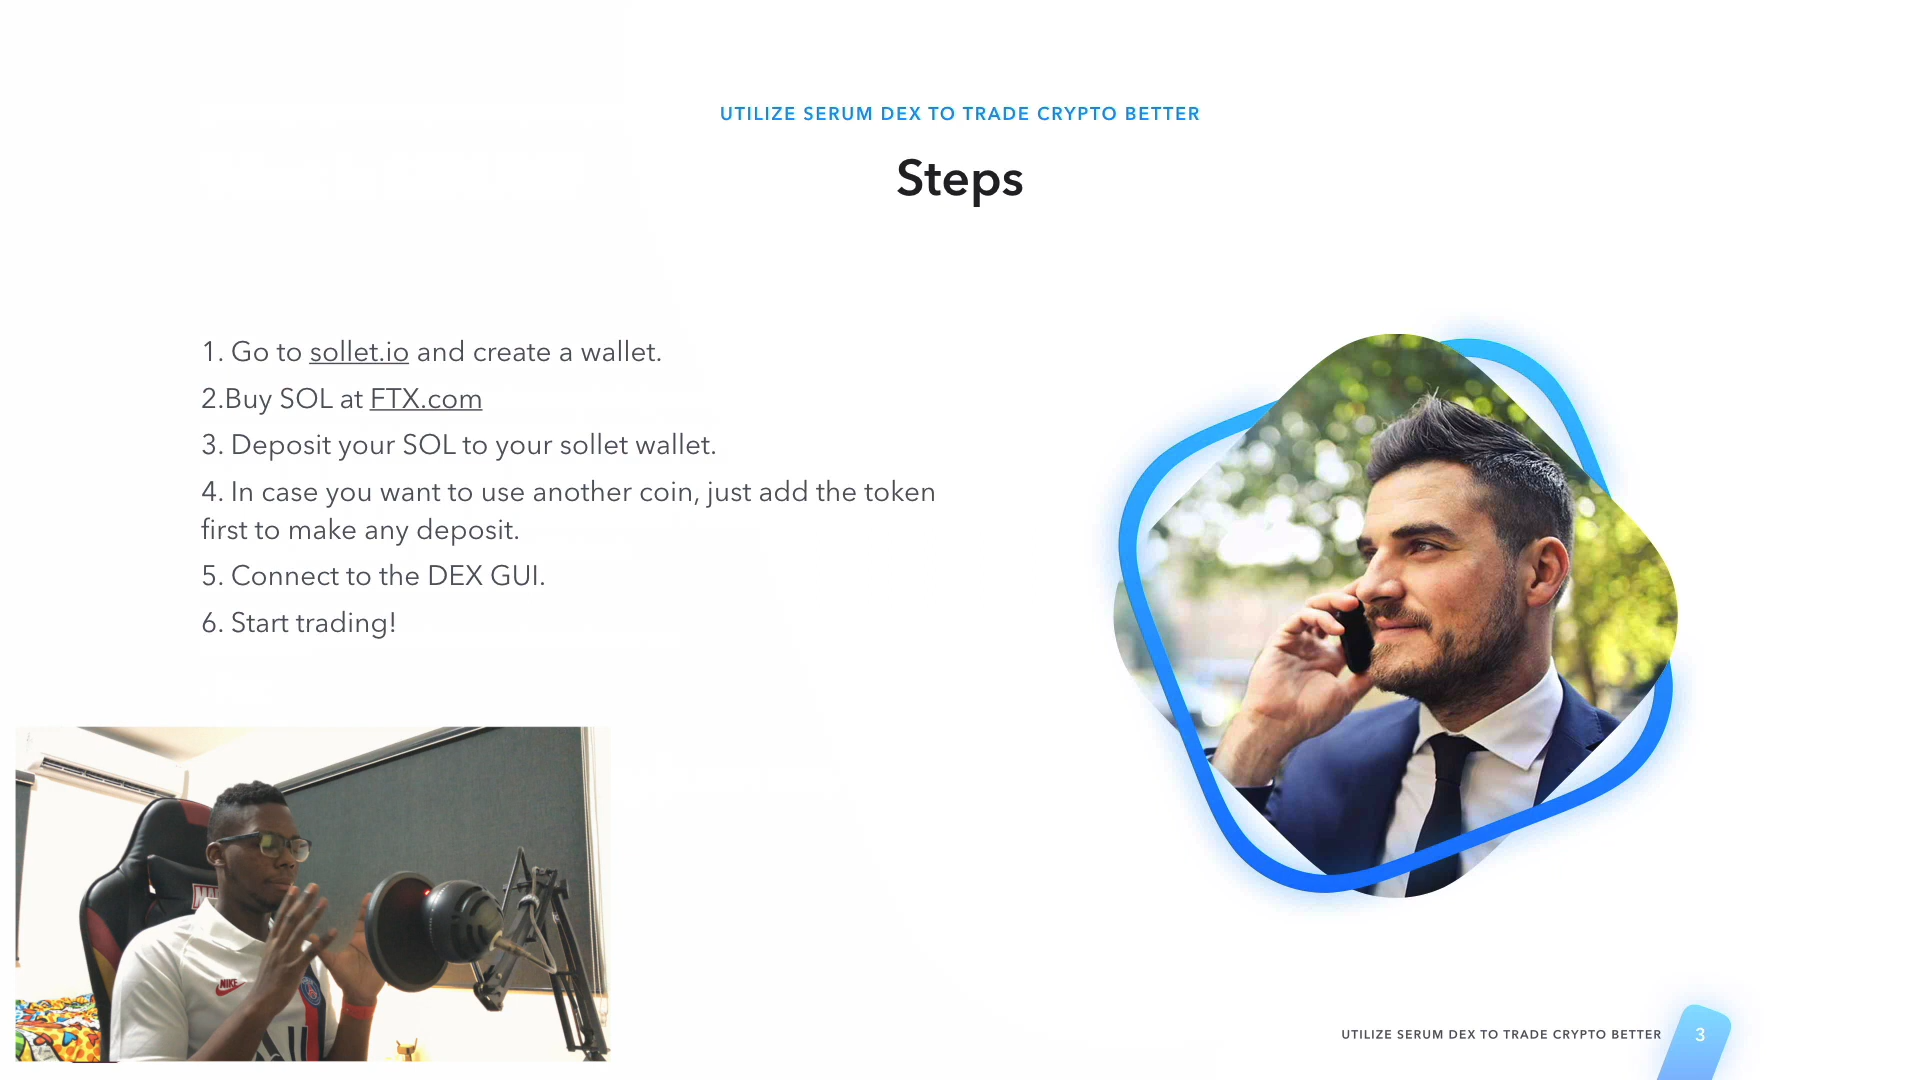 UTILIZE SERUM DEX TO TRADE CRYPTO BETTER
Steps
1. Go to sollet.io and create a wallet.
2.Buy SOL at FTX.com
3. Deposit your SOL to your sollet wallet.
4. In case you want to use another coin, just add the token
first to make any deposit.
5. Connect to the DEX GUI.
6. Start trading!
NIKE
UTILIZE SERUM DEX TO TRADE CRYPTO BETTER
3